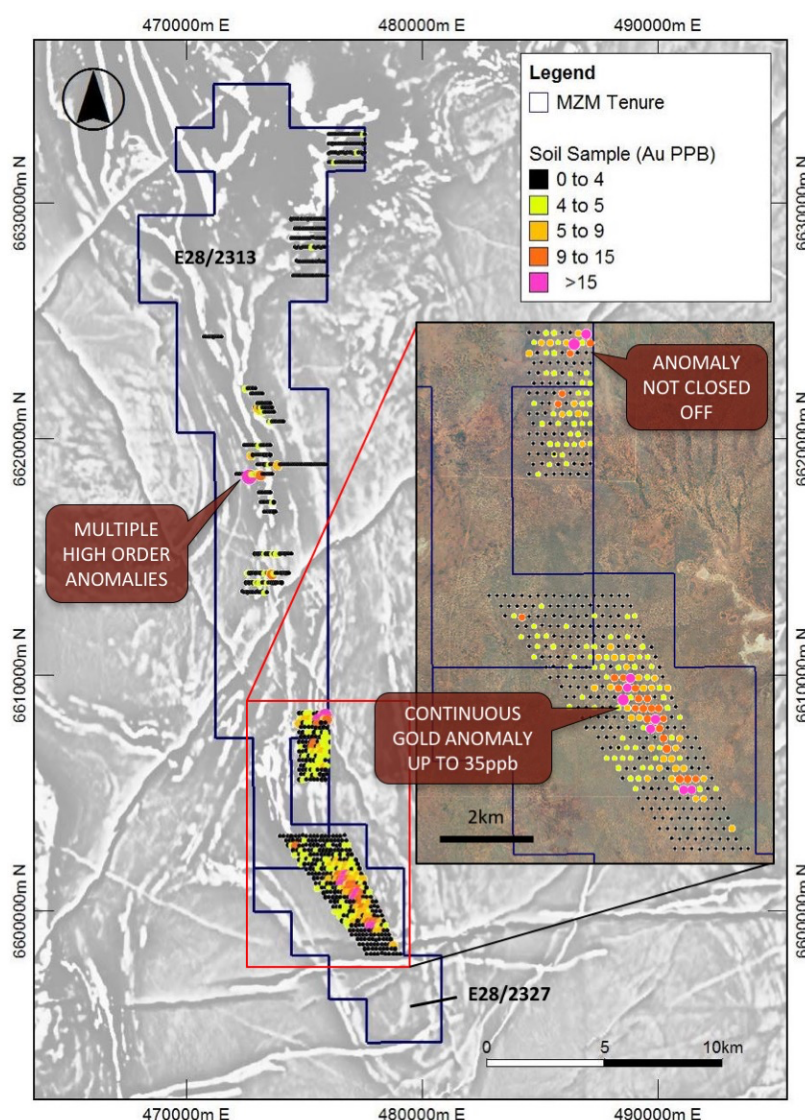 470000m E
480000m E
490000m E
6630000m N
6620000m N
6610000m N
6600000m N
6630000m N
6620000m N
6610000m N
6600000m N
Legend
MZM Tenure
Soil Sample (Au PPB)
0 to 4
4 to 5
5 to 9
9 to 15
>15
E28/2313
ANOMALY
NOT CLOSED
OFF
MULTIPLE
HIGH ORDER
ANOMALIES
CONTINUOUS
GOLD ANOMALY
UP TO 35ppb
2km
E28/2327
0
5
10km
470000m E
480000m E
490000m E